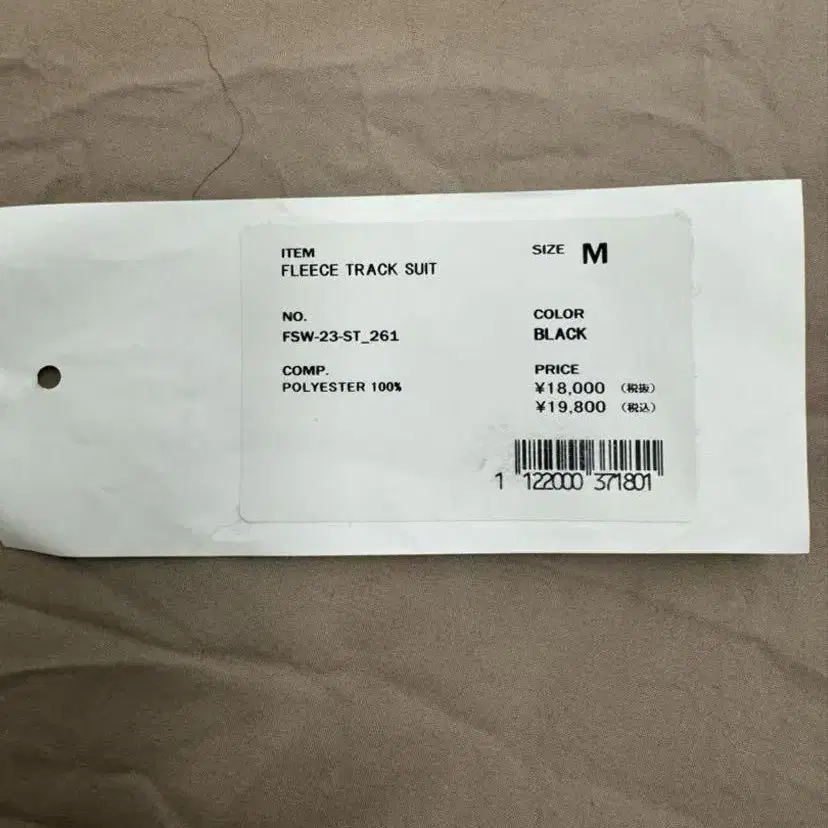 ITEM
FLEECE TRACK SUIT
SIZE M
NO.
FSW-23-ST_261
COLOR
BLACK
COMP.
POLYESTER 100%
PRICE
¥18,000 (税抜)
¥19,800 (税込)
1 122000 371801